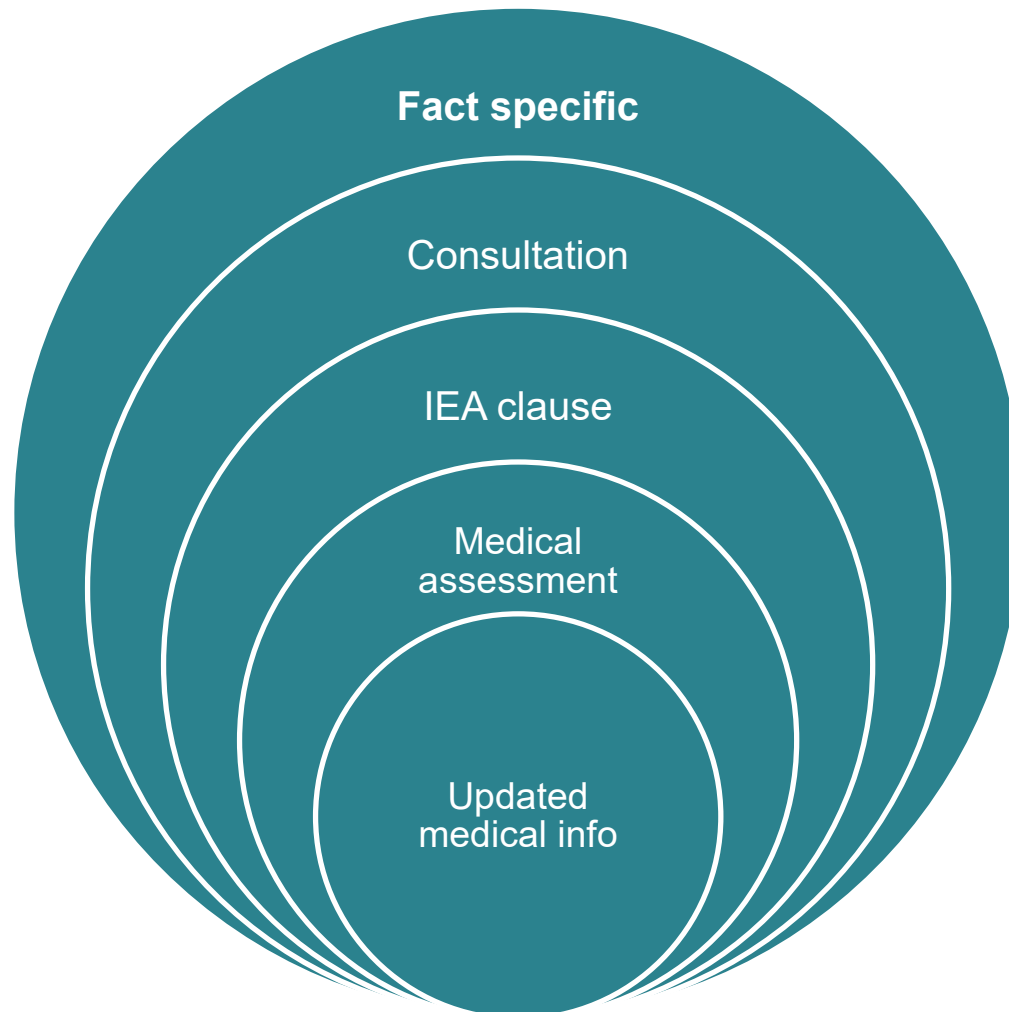 Fact specific
Consultation
IEA clause
Medical
assessment
Updated
medical info